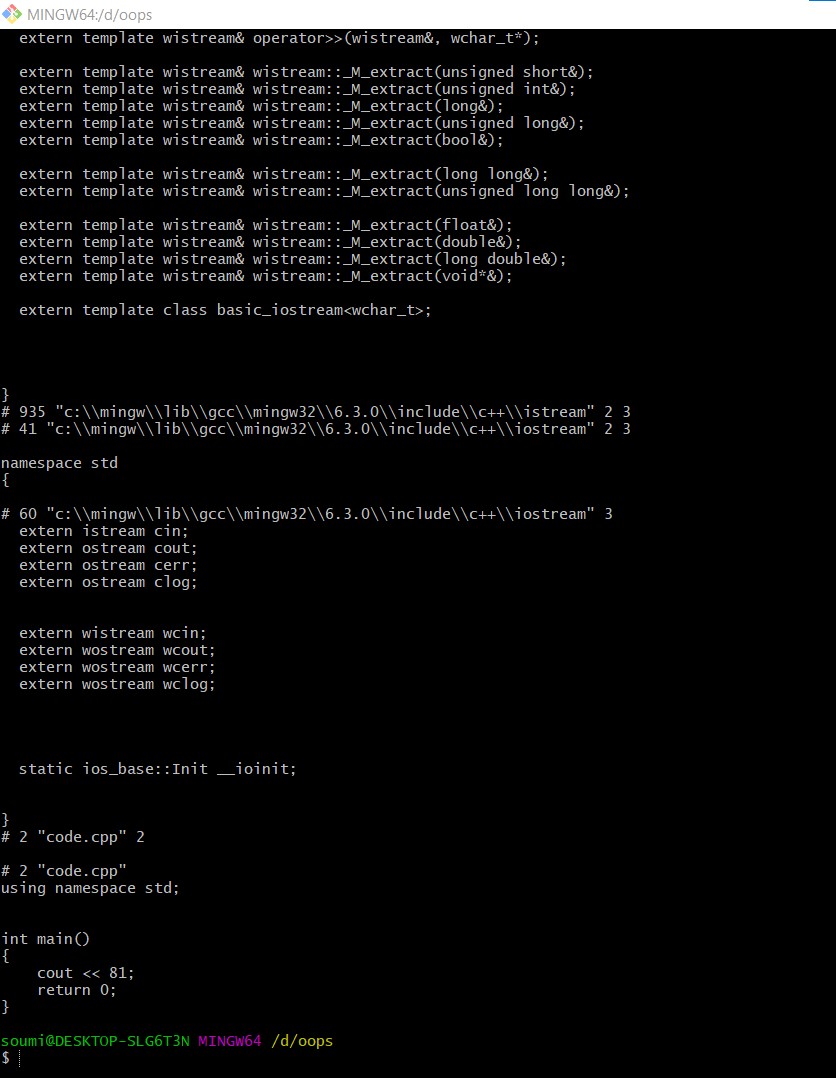 MINGW64:/d/oops
extern template wistream& operator>>(wistream&, wchar_t*);
extern template wistream& wistream::_M_extract(unsigned short&);
extern template wistream& wistream::_M_extract(unsigned int&);
extern template wistream& wistream::_M_extract(long&);
extern template wistream& wistream::_M_extract(unsigned long&);
extern template wistream& wistream::_M_extract(bool&);
extern template wistream& wistream::_M_extract(long long&);
extern template wistream& wistream::_M_extract(unsigned long long&);
extern template wistream& wistream::_M_extract(float&);
extern template wistream& wistream::_M_extract(double&);
extern template wistream& wistream::_M_extract(long double&);
extern template wistream& wistream::_M_extract(void*&);
extern template class basic_iostream<wchar_t>;
}
# 935 "c:\\mingw\\lib\\gcc\\mingw32\\6.3.0\\include\\c++\\istream" 2 3
# 41 "c:\\mingw\\lib\\gcc\\mingw32\\6.3.0\\include\\c++\\iostream" 2 3
namespace std
{
# 60 "c:\\mingw\\lib\\gcc\\mingw32\\6.3.0\\include\\c++\\iostream" 3
extern istream cin;
extern ostream cout;
extern ostream cerr;
extern ostream clog;
extern wistream wcin;
extern wostream wcout;
extern wostream wcerr;
extern wostream wclog;
static ios_base::Init __ioinit;
}
# 2 "code.cpp" 2
# 2 "code.cpp"
using namespace std;
int main()
{
cout << 81;
return 0;
}
soumi@DESKTOP-SLG6T3N MINGW64 /d/oops
$